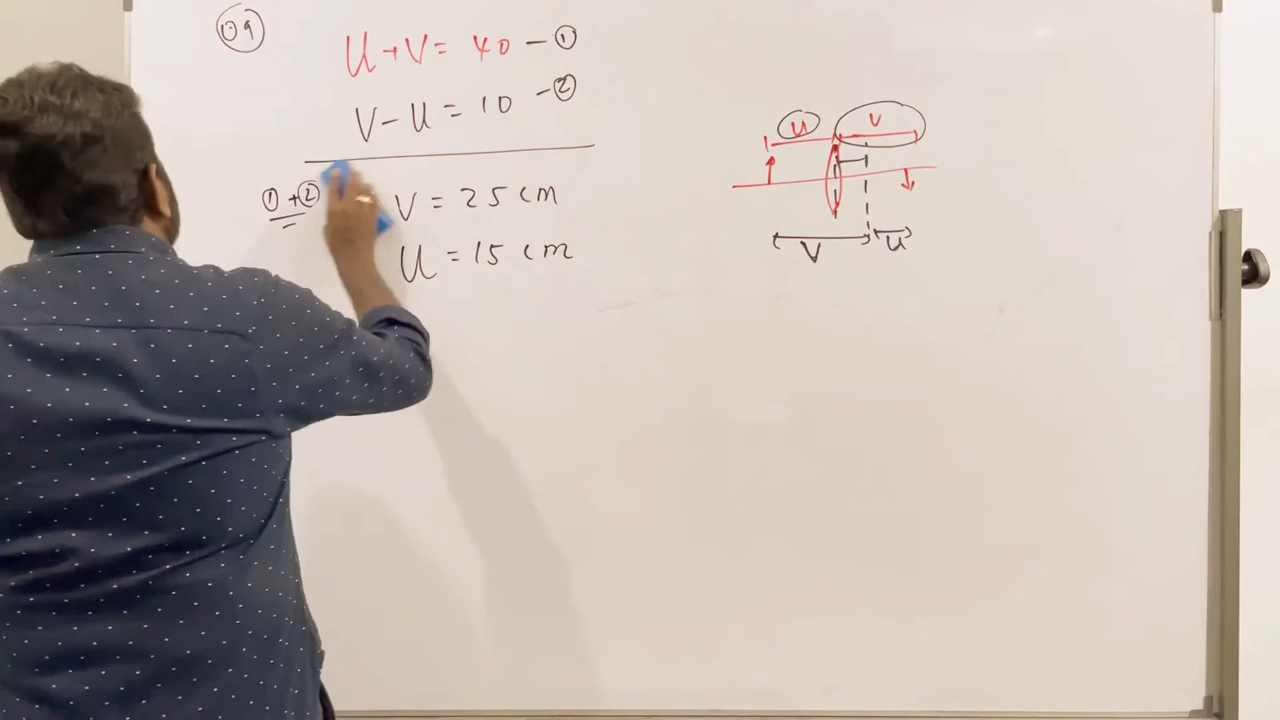 09
U + V = 40 — ①
V − U = 10 — ②
① + ② V = 25 cm
U = 15 cm
U V
V U